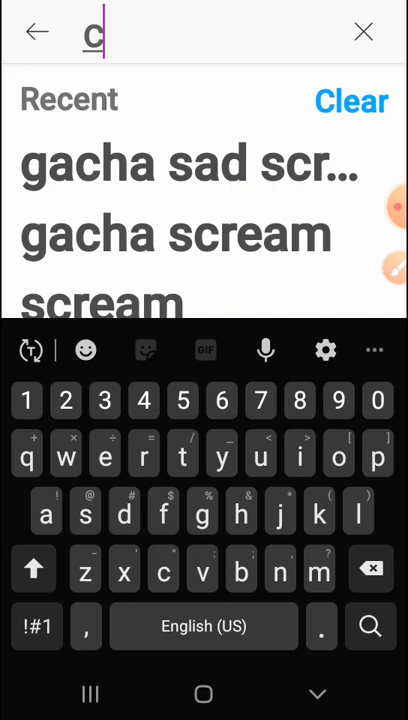 C
Recent Clear
gacha sad scr...
gacha scream
scream
GIF
1 2 3 4 5 6 7 8 9 0
+ × ÷ = / _ < > [ ]
q w e r t y u i o p
! @ # $ % ^ & * ( )
a s d f g h j k l
- ' " : ; , ?
z x c v b n m
!#1 , English (US) .